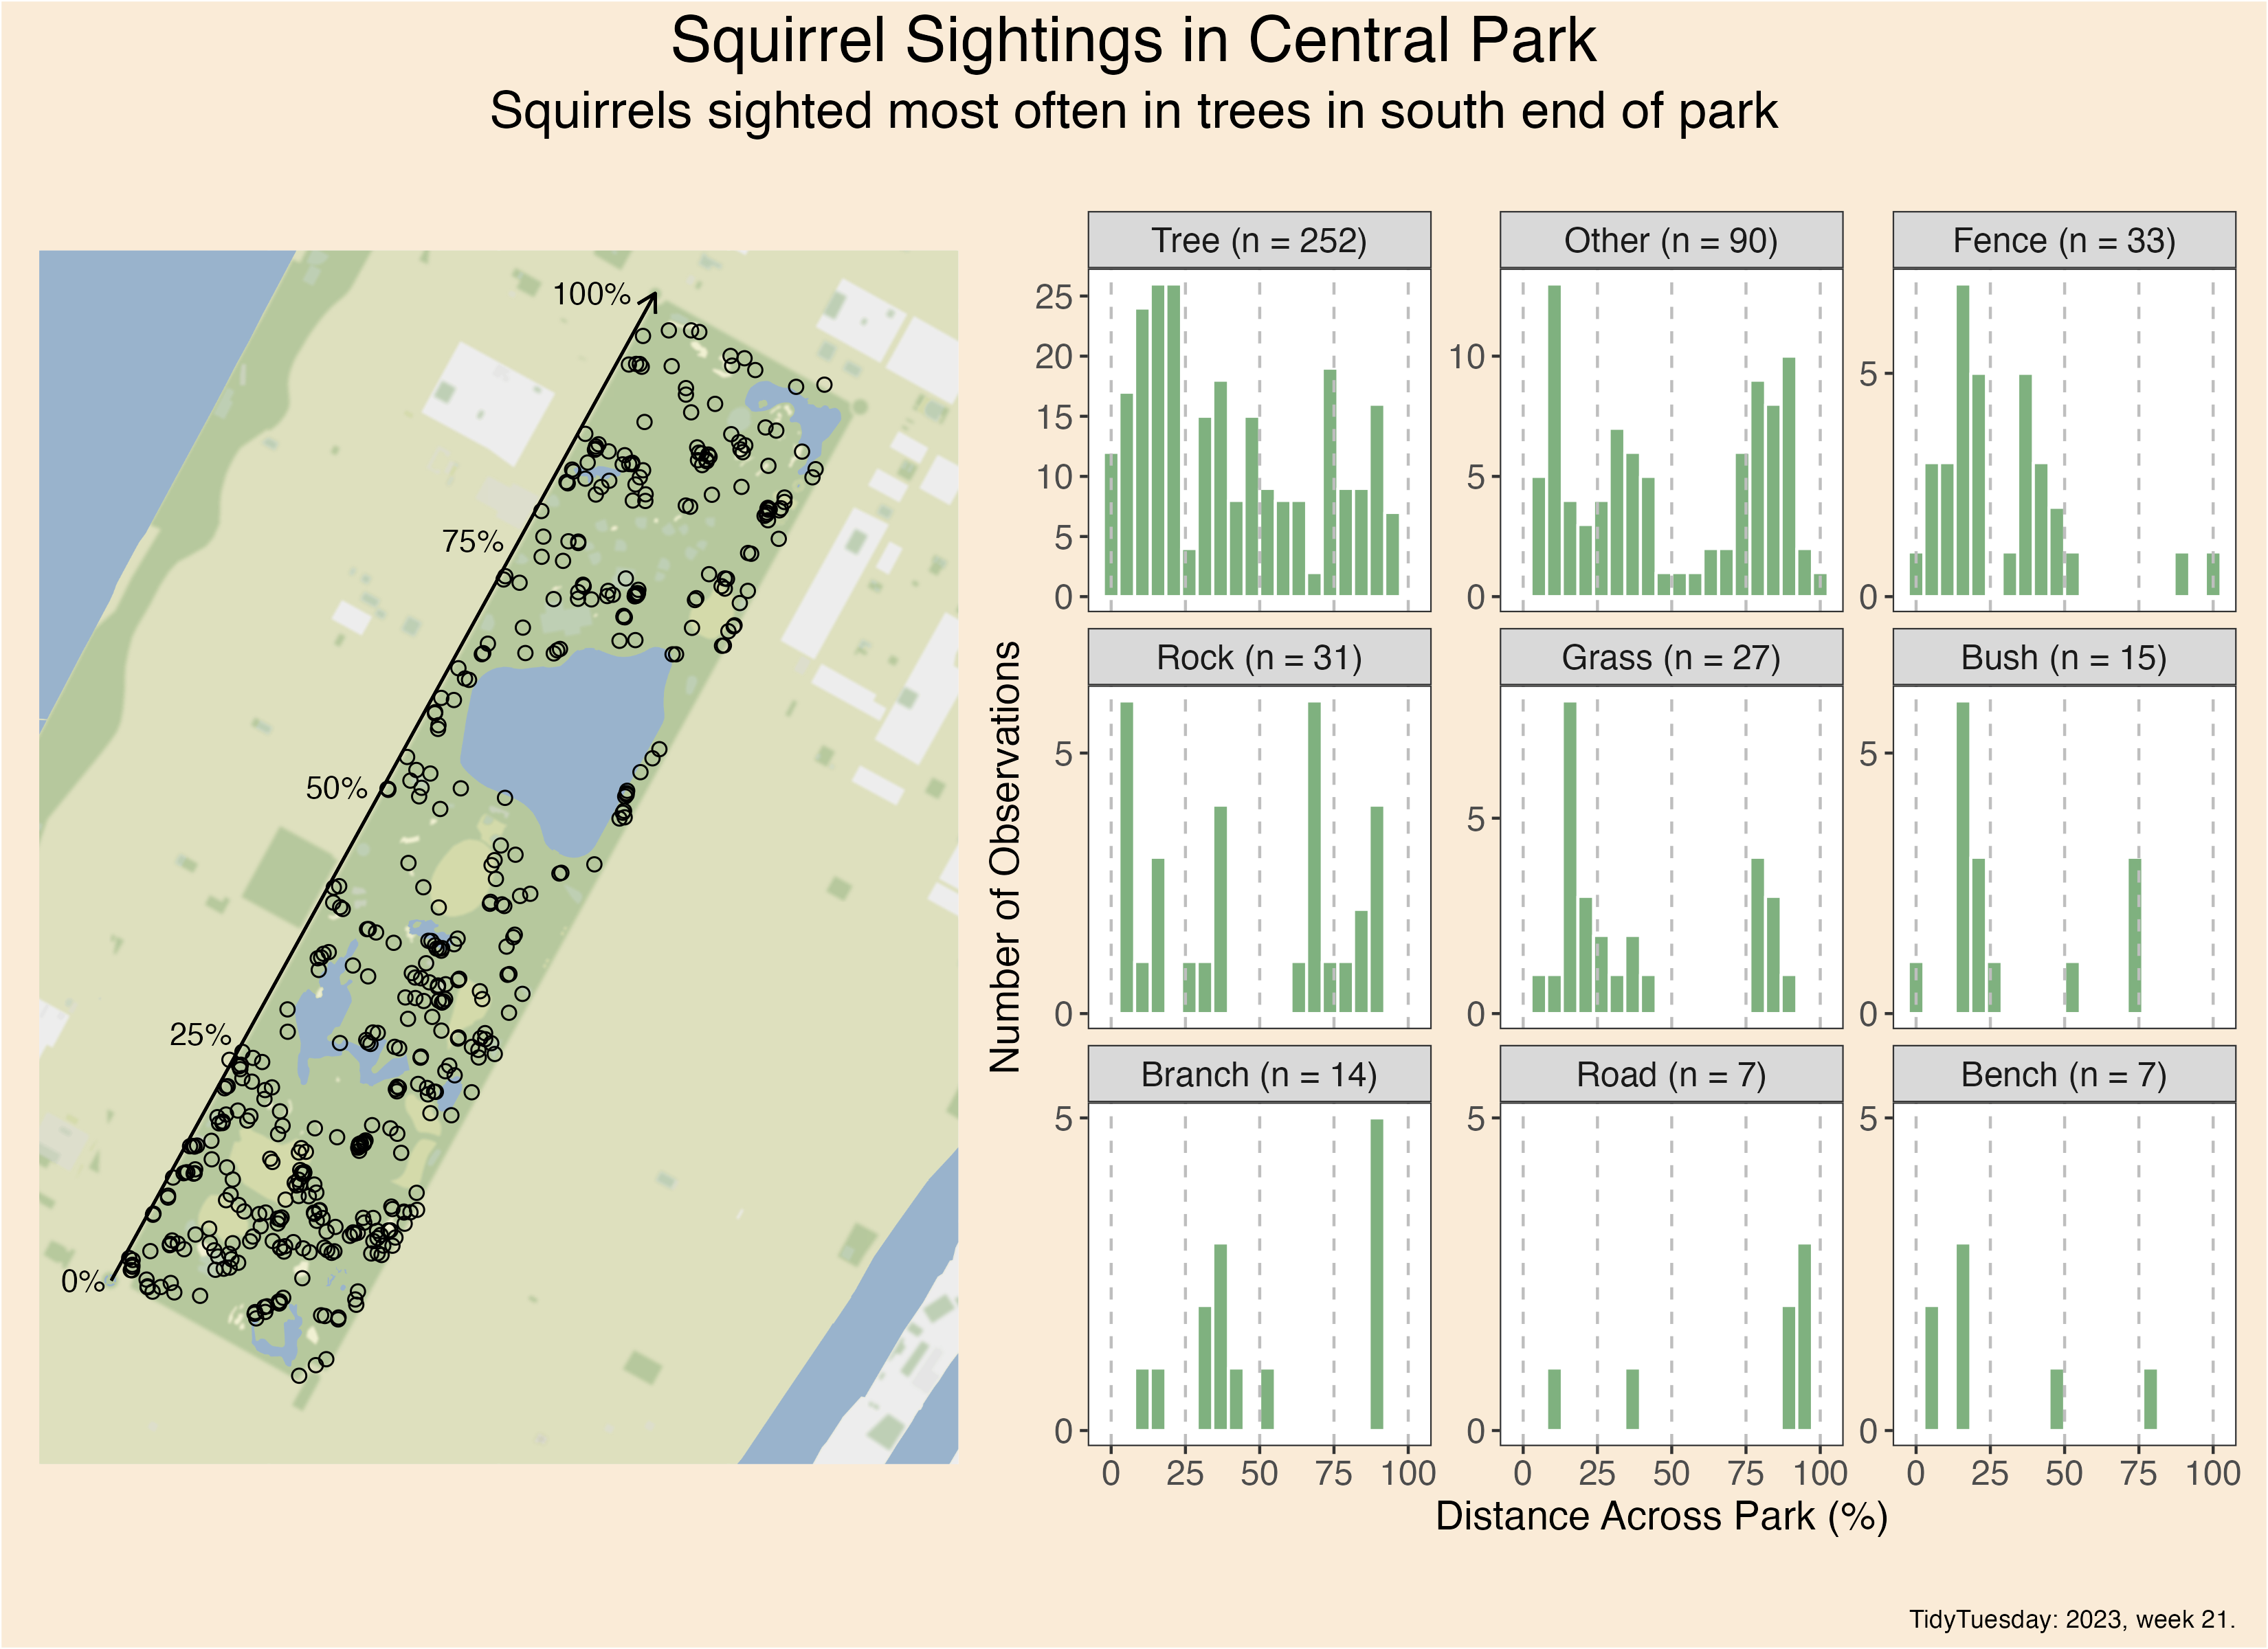 Squirrel Sightings in Central Park
Squirrels sighted most often in trees in south end of park
100%
75%
50%
25%
0%
Number of Observations
Tree (n = 252)
25
20
15
10
5
0
Other (n = 90)
10
5
0
Fence (n = 33)
5
0
Rock (n = 31)
5
0
Grass (n = 27)
5
0
Bush (n = 15)
5
0
Branch (n = 14)
5
0
Road (n = 7)
5
0
Bench (n = 7)
5
0
0 25 50 75 100
0 25 50 75 100
0 25 50 75 100
Distance Across Park (%)
TidyTuesday: 2023, week 21.